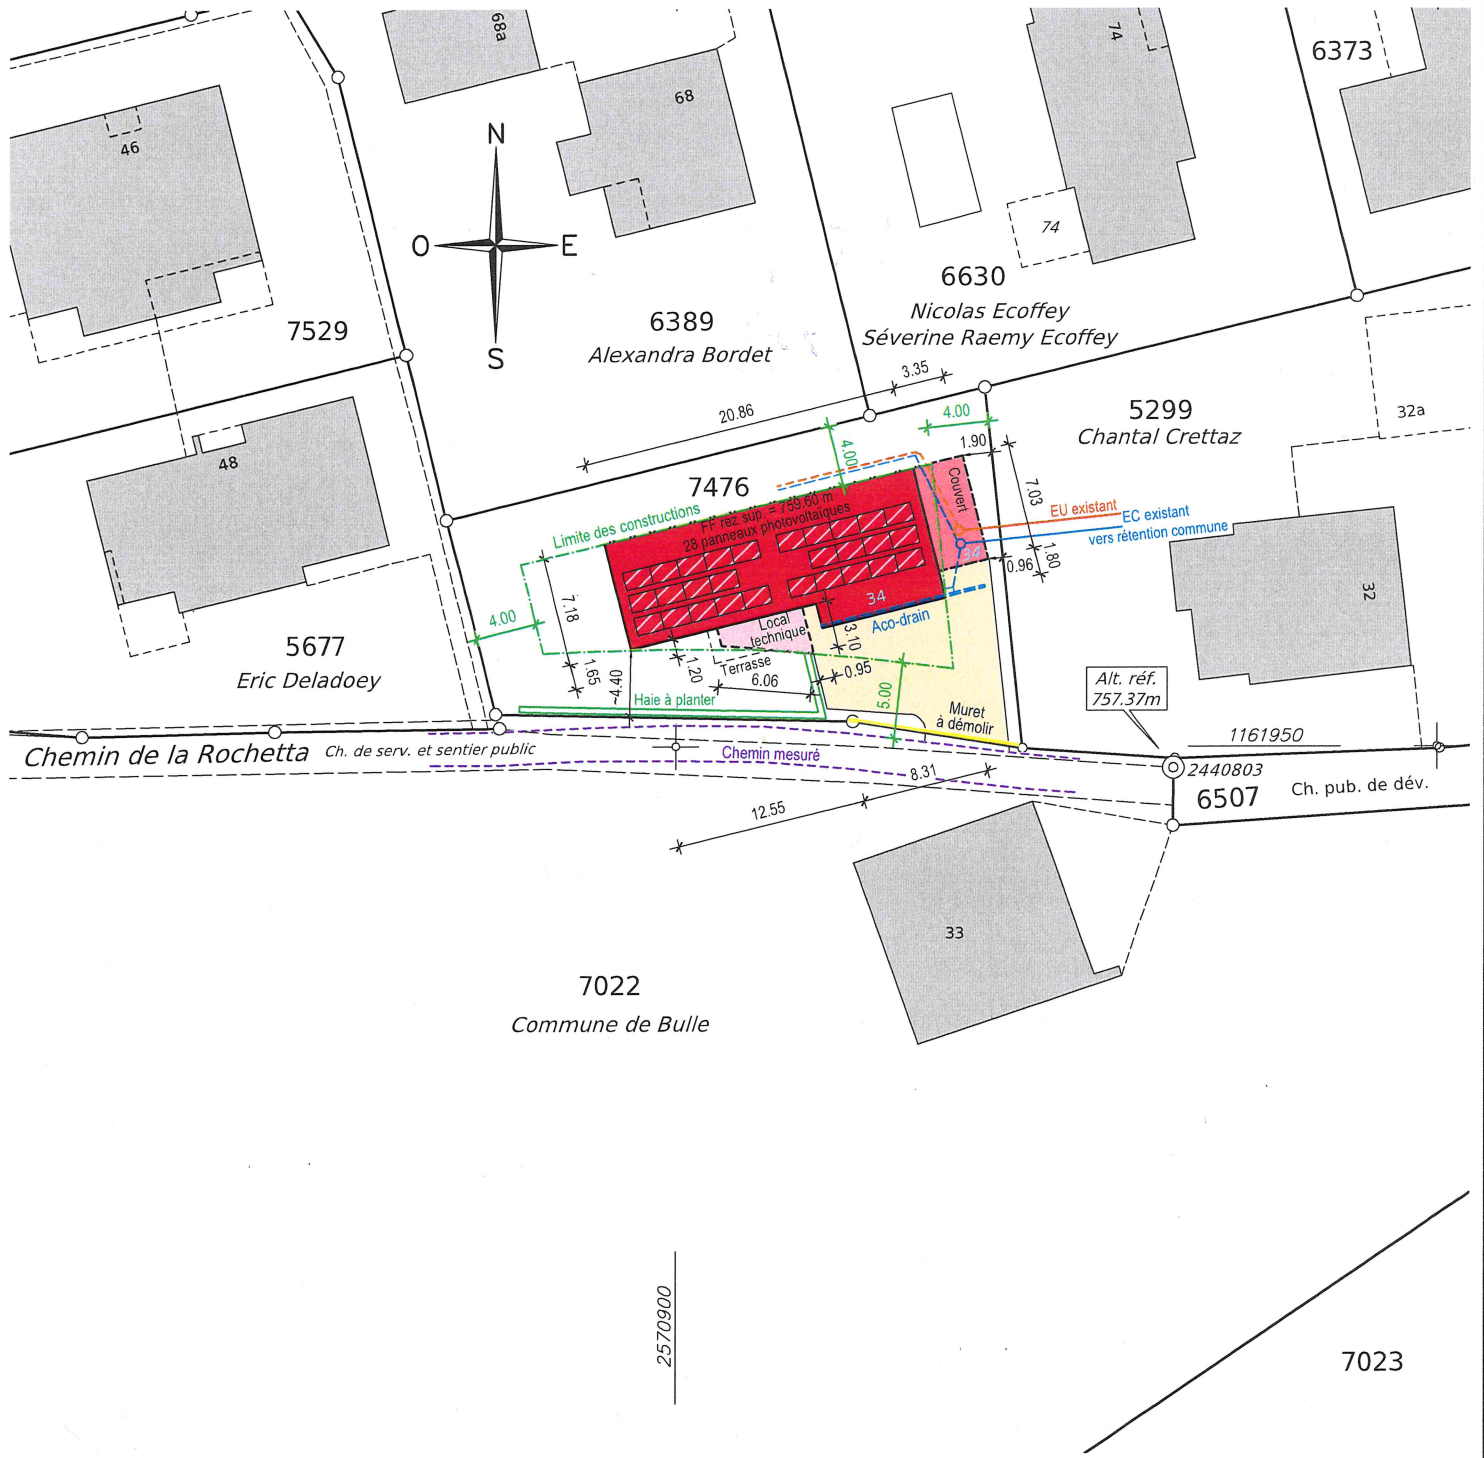 68a
74
6373
68
46
N
O
E
S
74
6630
Nicolas Ecoffey
Séverine Raemy Ecoffey
6389
Alexandra Bordet
7529
3.35
20.86
4.00
5299
Chantal Crettaz
32a
4.00
1.90
48
7476
Couvert
7.03
FF rez sup. = 759.60 m
28 panneaux photovoltaïques
Limite des constructions
EU existant
EC existant
vers rétention commune
34
1.80
0.96
32
34
7.18
4.00
Aco-drain
Local
technique
3.10
5677
Eric Deladoey
1.65
1.20
Terrasse
0.95
~4.40
6.06
5.00
Haie à planter
Alt. réf.
757.37m
Muret
à démolir
1161950
Chemin de la Rochetta
Ch. de serv. et sentier public
Chemin mesuré
8.31
2440803
6507
Ch. pub. de dév.
12.55
33
7022
Commune de Bulle
2570900
7023